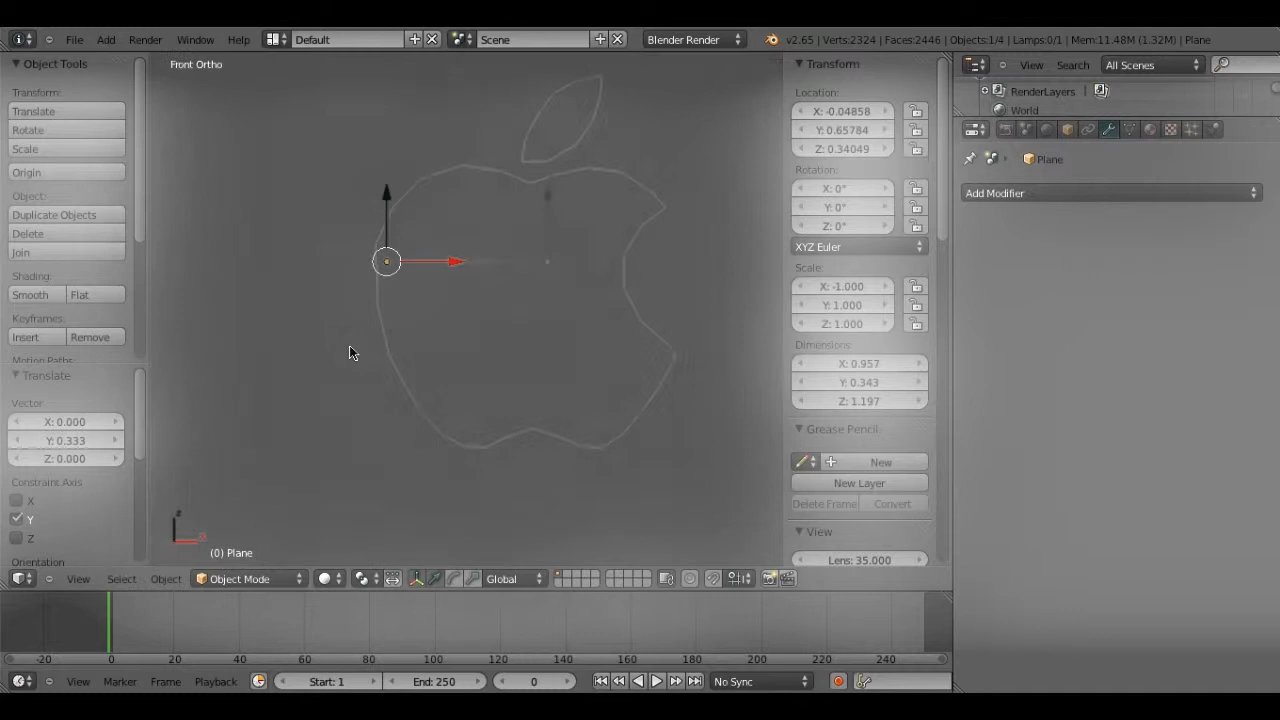 File Add Render Window Help Default Scene Blender Render v2.65 | Verts:2324 | Faces:2446 | Objects:1/4 | Lamps:0/1 | Mem:11.48M (1.32M) | Plane
Object Tools
Transform:
Translate
Rotate
Scale
Origin
Object:
Duplicate Objects
Delete
Join
Shading:
Smooth Flat
Keyframes:
Insert Remove
Translate
Vector
X: 0.000
Y: 0.333
Z: 0.000
Constraint Axis
X
Y
Z
Orientation
Front Ortho
(0) Plane
Transform
Location:
X: -0.04858
Y: 0.65784
Z: 0.34049
Rotation:
X: 0°
Y: 0°
Z: 0°
XYZ Euler
Scale:
X: -1.000
Y: 1.000
Z: 1.000
Dimensions:
X: 0.957
Y: 0.343
Z: 1.197
Grease Pencil
New
New Layer
Delete Frame Convert
View
Lens: 35.000
View Search All Scenes
RenderLayers |
World
Plane
Add Modifier
View Select Object Object Mode Global
-20 0 20 40 60 80 100 120 140 160 180 200 220 240
View Marker Frame Playback Start: 1 End: 250 0 No Sync